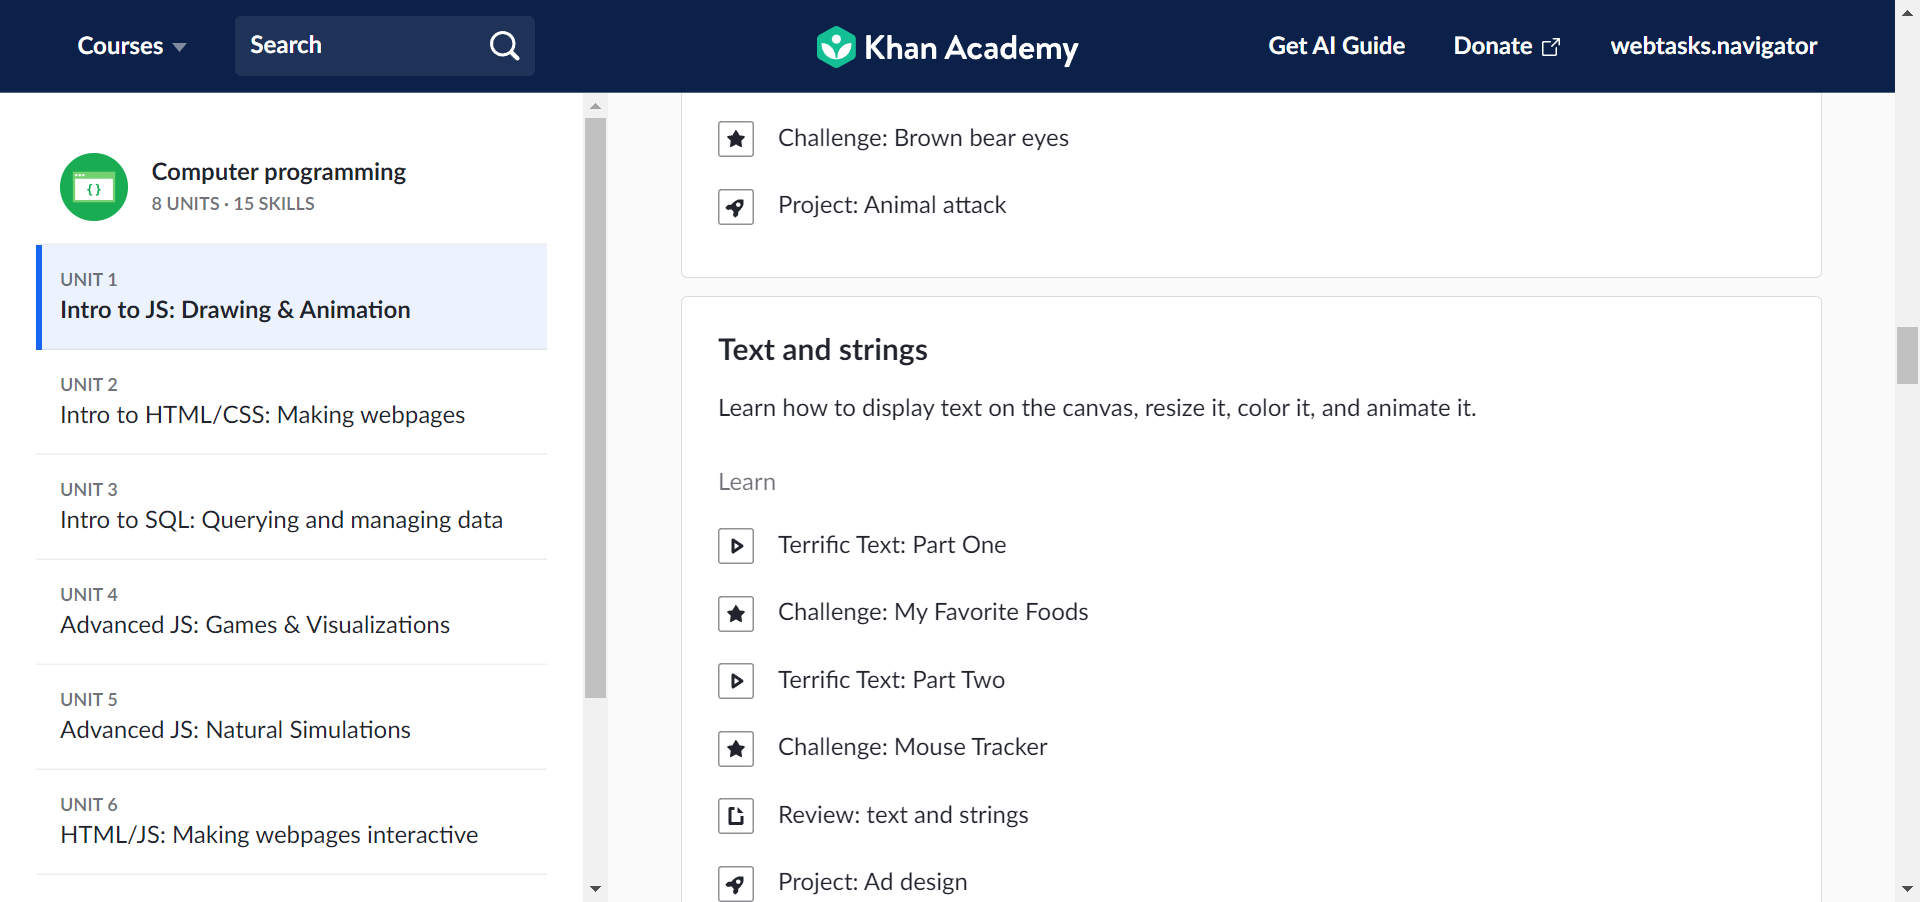 Courses
Search
Khan Academy
Get AI Guide
Donate
webtasks.navigator
Computer programming
8 UNITS · 15 SKILLS
UNIT 1
Intro to JS: Drawing & Animation
UNIT 2
Intro to HTML/CSS: Making webpages
UNIT 3
Intro to SQL: Querying and managing data
UNIT 4
Advanced JS: Games & Visualizations
UNIT 5
Advanced JS: Natural Simulations
UNIT 6
HTML/JS: Making webpages interactive
Challenge: Brown bear eyes
Project: Animal attack
Text and strings
Learn how to display text on the canvas, resize it, color it, and animate it.
Learn
Terrific Text: Part One
Challenge: My Favorite Foods
Terrific Text: Part Two
Challenge: Mouse Tracker
Review: text and strings
Project: Ad design